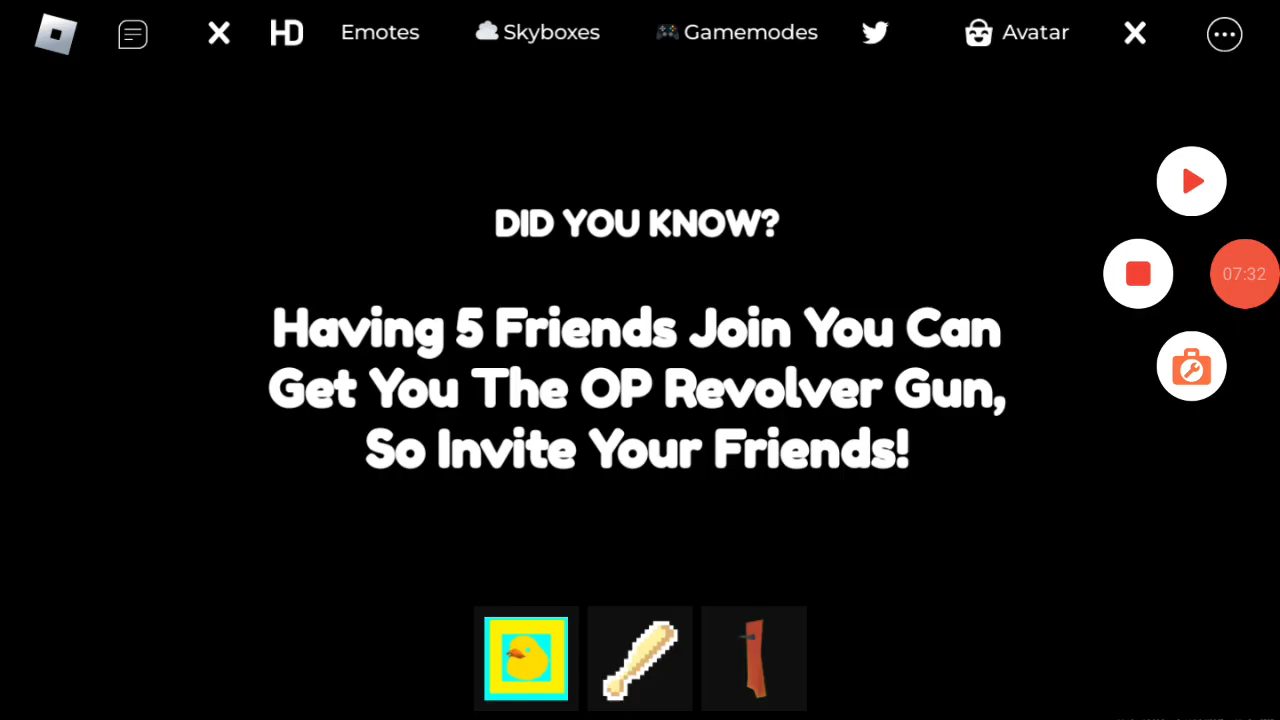 HD Emotes Skyboxes Gamemodes Avatar
DID YOU KNOW?
07:32
Having 5 Friends Join You Can
Get You The OP Revolver Gun,
So Invite Your Friends!